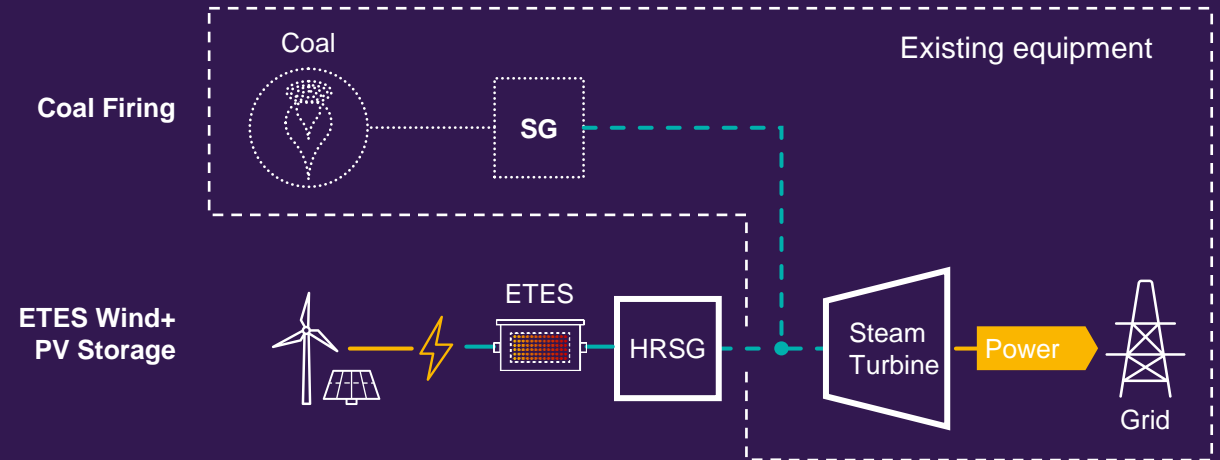 Coal
Existing equipment
Coal Firing
SG
ETES Wind+
PV Storage
ETES
HRSG
Steam
Turbine
Power
Grid